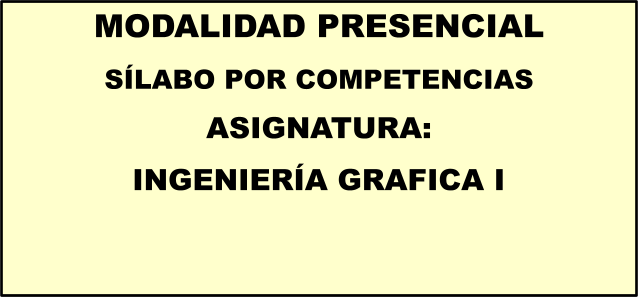 MODALIDAD PRESENCIAL
SÍLABO POR COMPETENCIAS
ASIGNATURA:
INGENIERÍA GRAFICA I